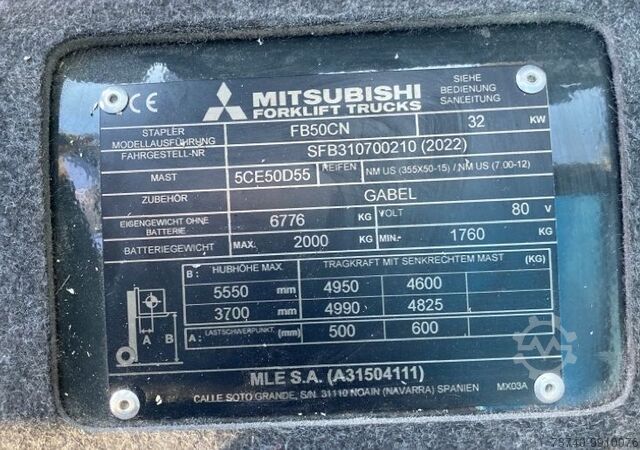 CE
MITSUBISHI
FORKLIFT TRUCKS
SIEHE
BEDIENUNG
SANLEITUNG
STAPLER
MODELLAUSFÜHRUNG FB50CN 32 KW
FAHRGESTELL-NR SFB310700210 (2022)
MAST 5CE50D55 REIFEN NM US (355X50-15) / NM US (7.00-12)
ZUBEHÖR GABEL
EIGENGEWICHT OHNE
BATTERIE 6776 KG VOLT 80 V
BATTERIEGEWICHT MAX. 2000 KG MIN.- 1760 KG
B : HUBHÖHE MAX. TRAGKRAFT MIT SENKRECHTEM MAST (KG)
5550 mm 4950 4600
3700 mm 4990 4825
A : LASTSCHWERPUNKT. (mm) 500 600
A B
MLE S.A. (A31504111)
CALLE SOTO GRANDE, S/N. 31110 NOAIN (NAVARRA) SPANIEN MX03A